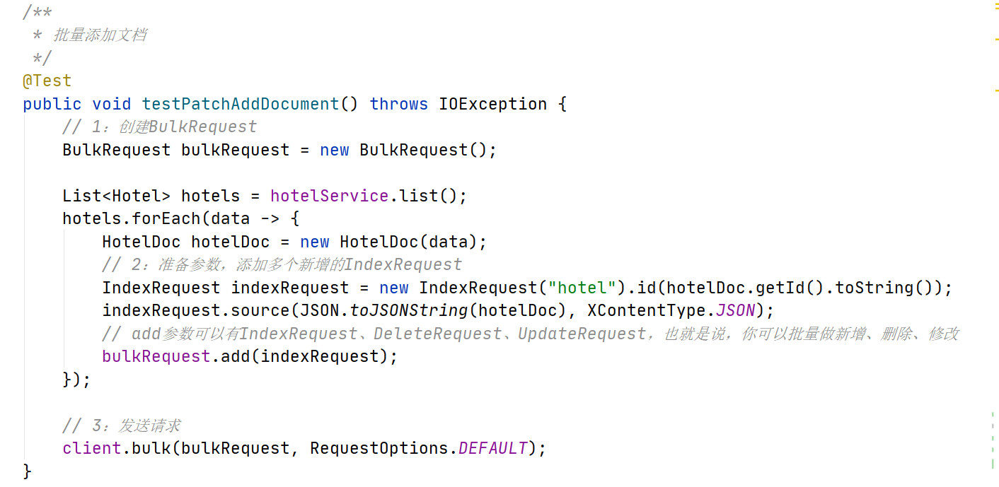 /**
 * 批量添加文档
 */
@Test
public void testPatchAddDocument() throws IOException {
    // 1：创建BulkRequest
    BulkRequest bulkRequest = new BulkRequest();

    List<Hotel> hotels = hotelService.list();
    hotels.forEach(data -> {
        HotelDoc hotelDoc = new HotelDoc(data);
        // 2：准备参数，添加多个新增的IndexRequest
        IndexRequest indexRequest = new IndexRequest("hotel").id(hotelDoc.getId().toString());
        indexRequest.source(JSON.toJSONString(hotelDoc), XContentType.JSON);
        // add参数可以有IndexRequest、DeleteRequest、UpdateRequest，也就是说，你可以批量做新增、删除、修改
        bulkRequest.add(indexRequest);
    });

    // 3：发送请求
    client.bulk(bulkRequest, RequestOptions.DEFAULT);
}